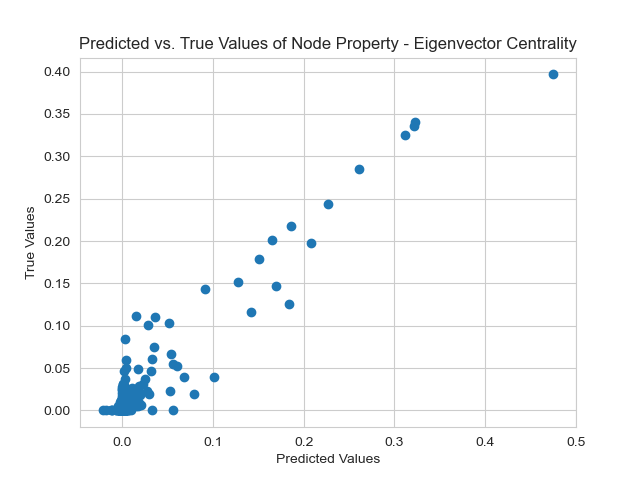 Predicted vs. True Values of Node Property - Eigenvector Centrality
0.40
0.35
0.30
0.25
0.20
0.15
0.10
0.05
0.00
True Values
0.0 0.1 0.2 0.3 0.4 0.5
Predicted Values